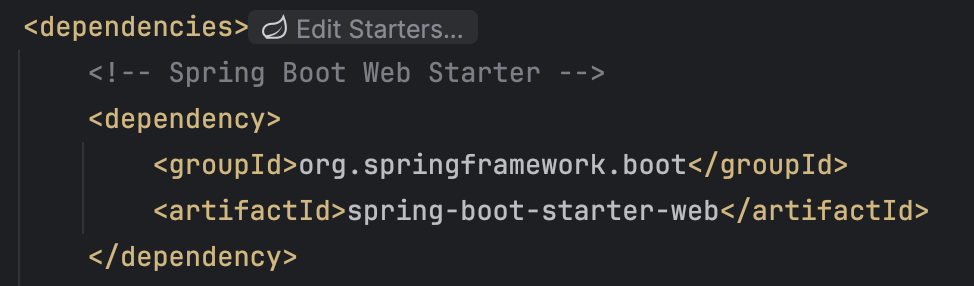 <dependencies> Edit Starters...
<!-- Spring Boot Web Starter -->
<dependency>
<groupId>org.springframework.boot</groupId>
<artifactId>spring-boot-starter-web</artifactId>
</dependency>